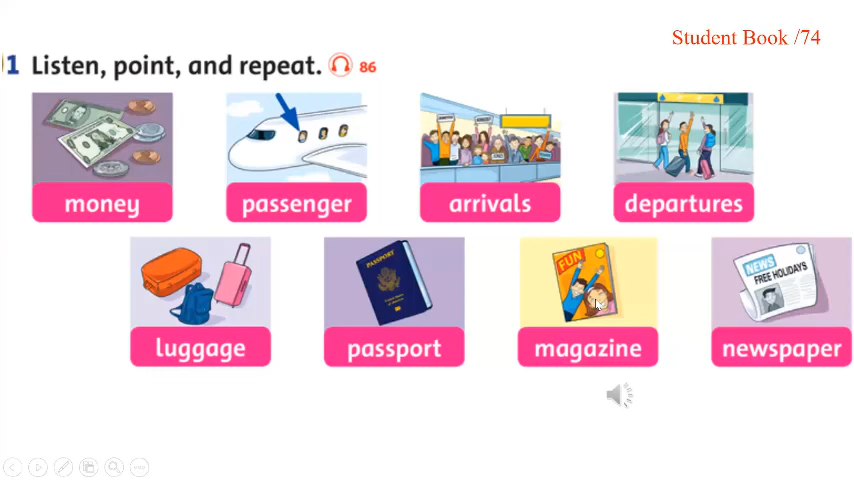 Student Book /74
1 Listen, point, and repeat. 86
money
passenger
arrivals
departures
PASSPORT
FUN
NEWS
FREE HOLIDAYS
luggage
passport
magazine
newspaper